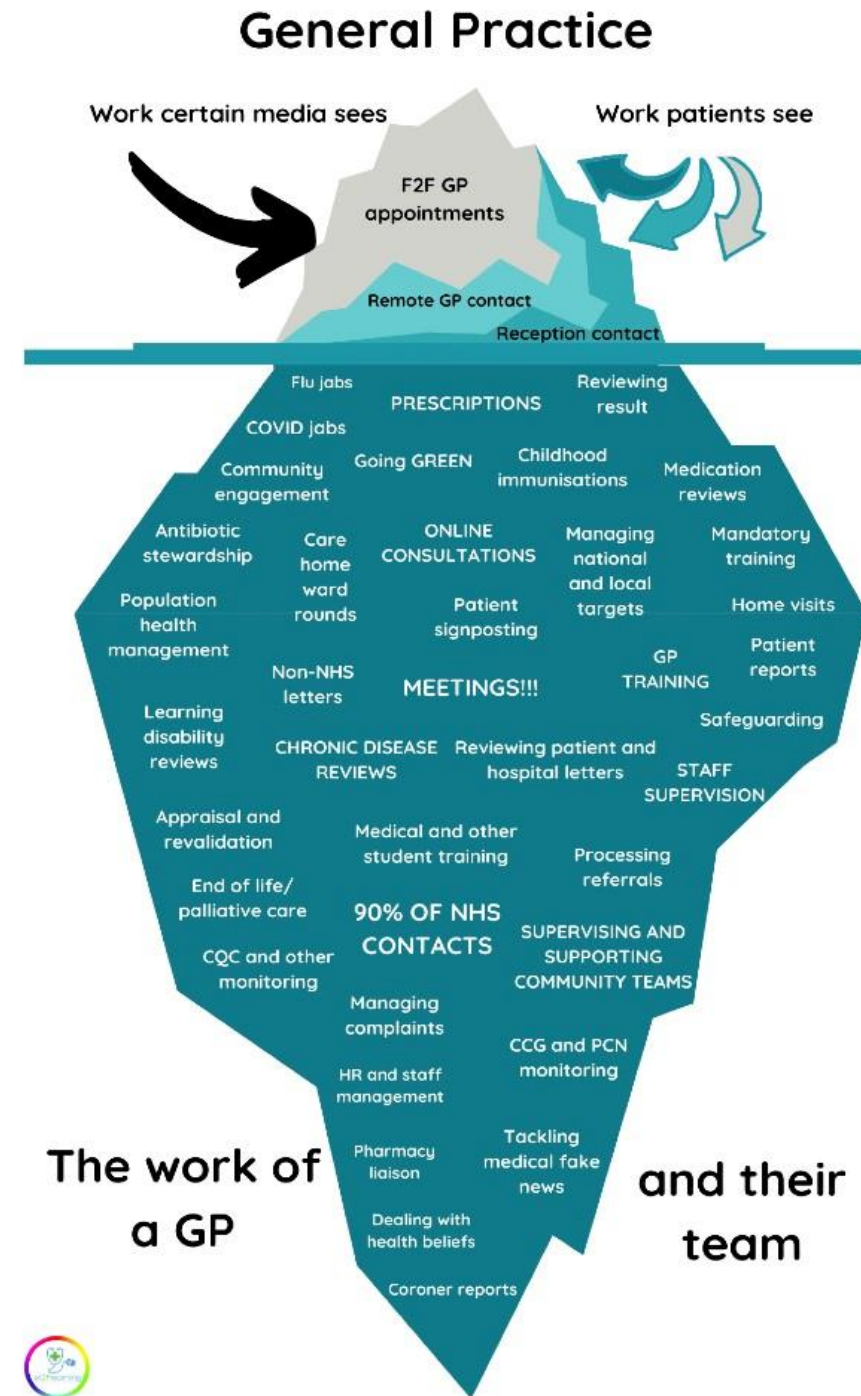 General Practice
Work certain media sees
Work patients see
F2F GP
appointments
Remote GP contact
Reception contact
Flu jabs
PRESCRIPTIONS
Reviewing
result
COVID jabs
Community
engagement
Going GREEN
Childhood
immunisations
Medication
reviews
Antibiotic
stewardship
Care
home
ward
rounds
ONLINE
CONSULTATIONS
Managing
national
and local
targets
Mandatory
training
Population
health
management
Patient
signposting
Home visits
Non-NHS
letters
MEETINGS!!!
GP
TRAINING
Patient
reports
Learning
disability
reviews
Safeguarding
CHRONIC DISEASE
REVIEWS
Reviewing patient and
hospital letters
STAFF
SUPERVISION
Appraisal and
revalidation
Medical and other
student training
Processing
referrals
End of life/
palliative care
90% OF NHS
CONTACTS
SUPERVISING AND
SUPPORTING
COMMUNITY TEAMS
CQC and other
monitoring
Managing
complaints
CCG and PCN
monitoring
HR and staff
management
Pharmacy
liaison
Tackling
medical fake
news
Dealing with
health beliefs
Coroner reports
The work of
a GP
and their
team